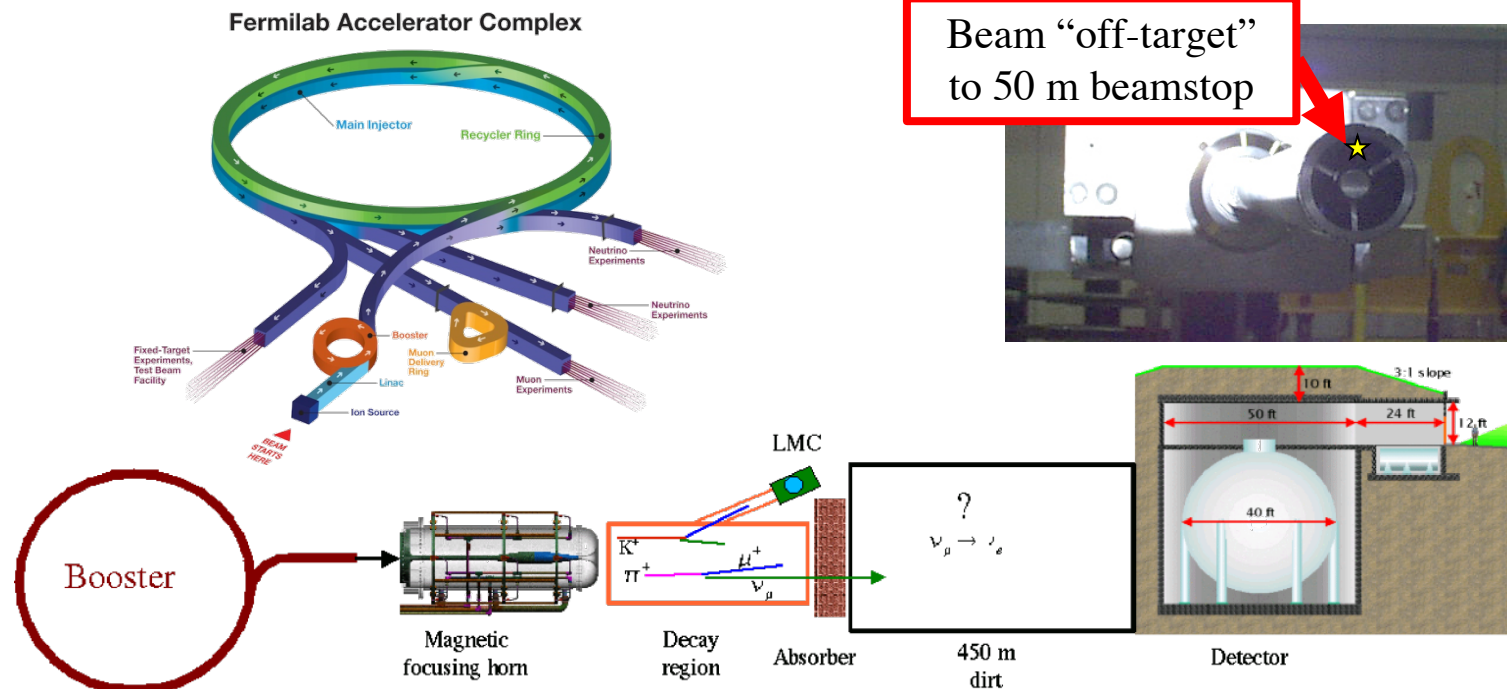 Fermilab Accelerator Complex
Main Injector
Recycler Ring
Neutrino
Experiments
Neutrino
Experiments
Booster
Muon
Delivery
Ring
Fixed-Target
Experiments,
Test Beam
Facility
Linac
Muon
Experiments
Ion Source
BEAM
STARTS
HERE
Beam “off-target”
to 50 m beamstop
Booster
Magnetic
focusing horn
K+
π+
μ+
νμ
Decay
region
LMC
Absorber
?
νμ → νe
450 m
dirt
10 ft
3:1 slope
50 ft
24 ft
12 ft
40 ft
Detector